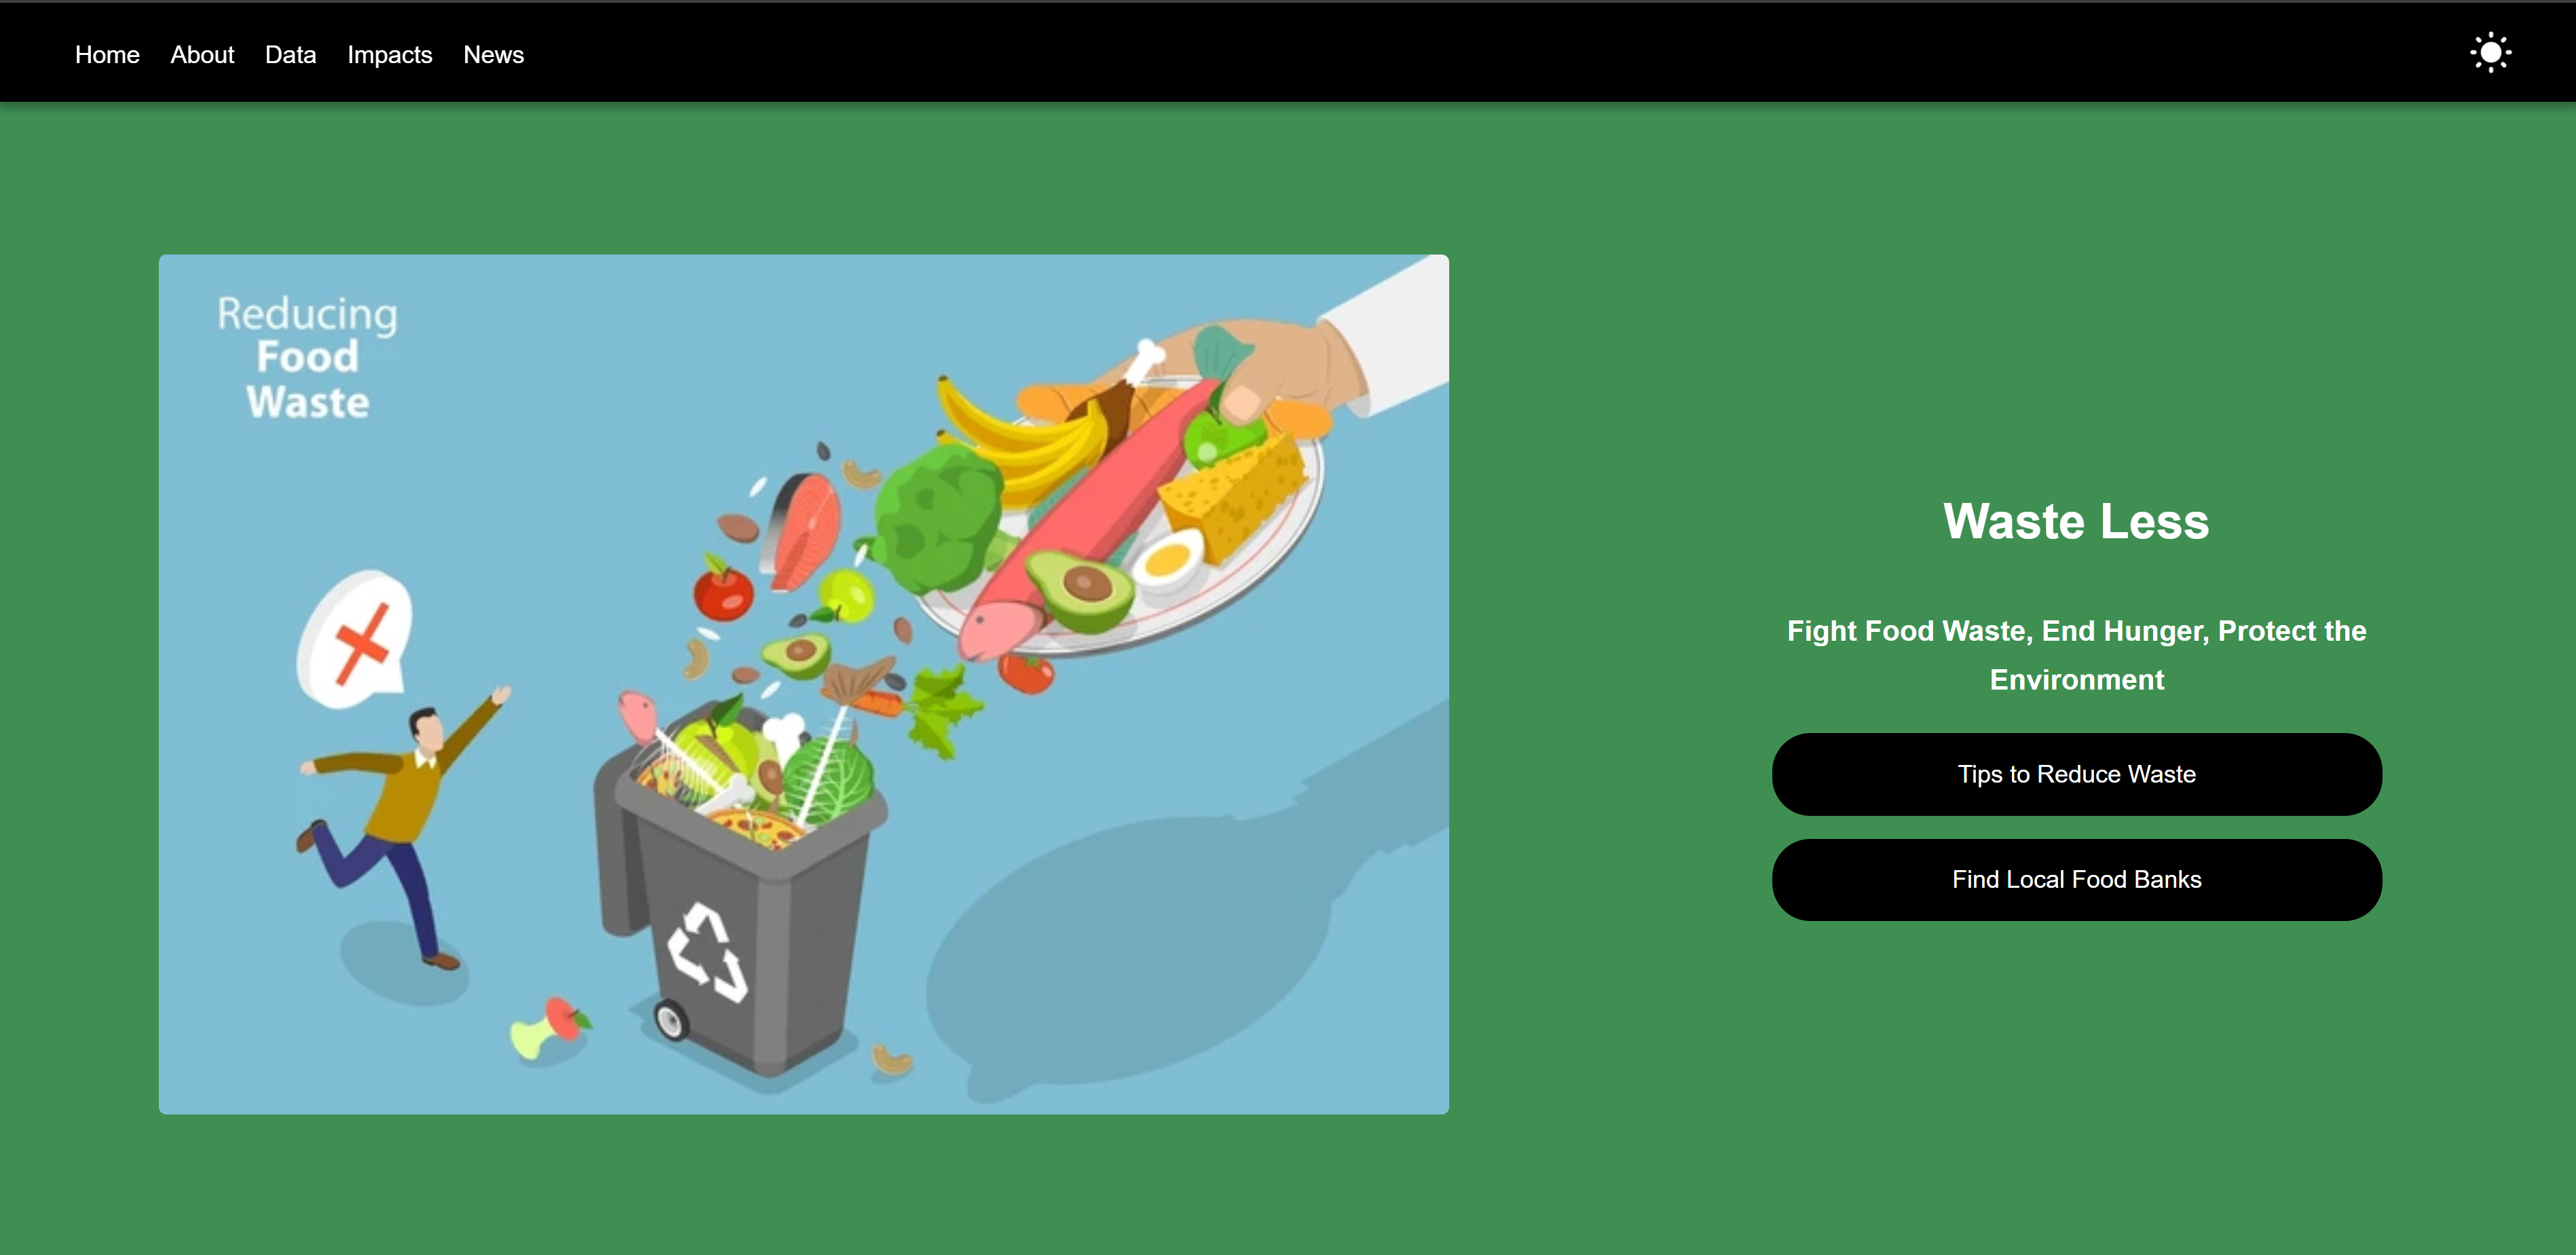 Home About Data Impacts News
Reducing
Food
Waste
Waste Less
Fight Food Waste, End Hunger, Protect the
Environment
Tips to Reduce Waste
Find Local Food Banks